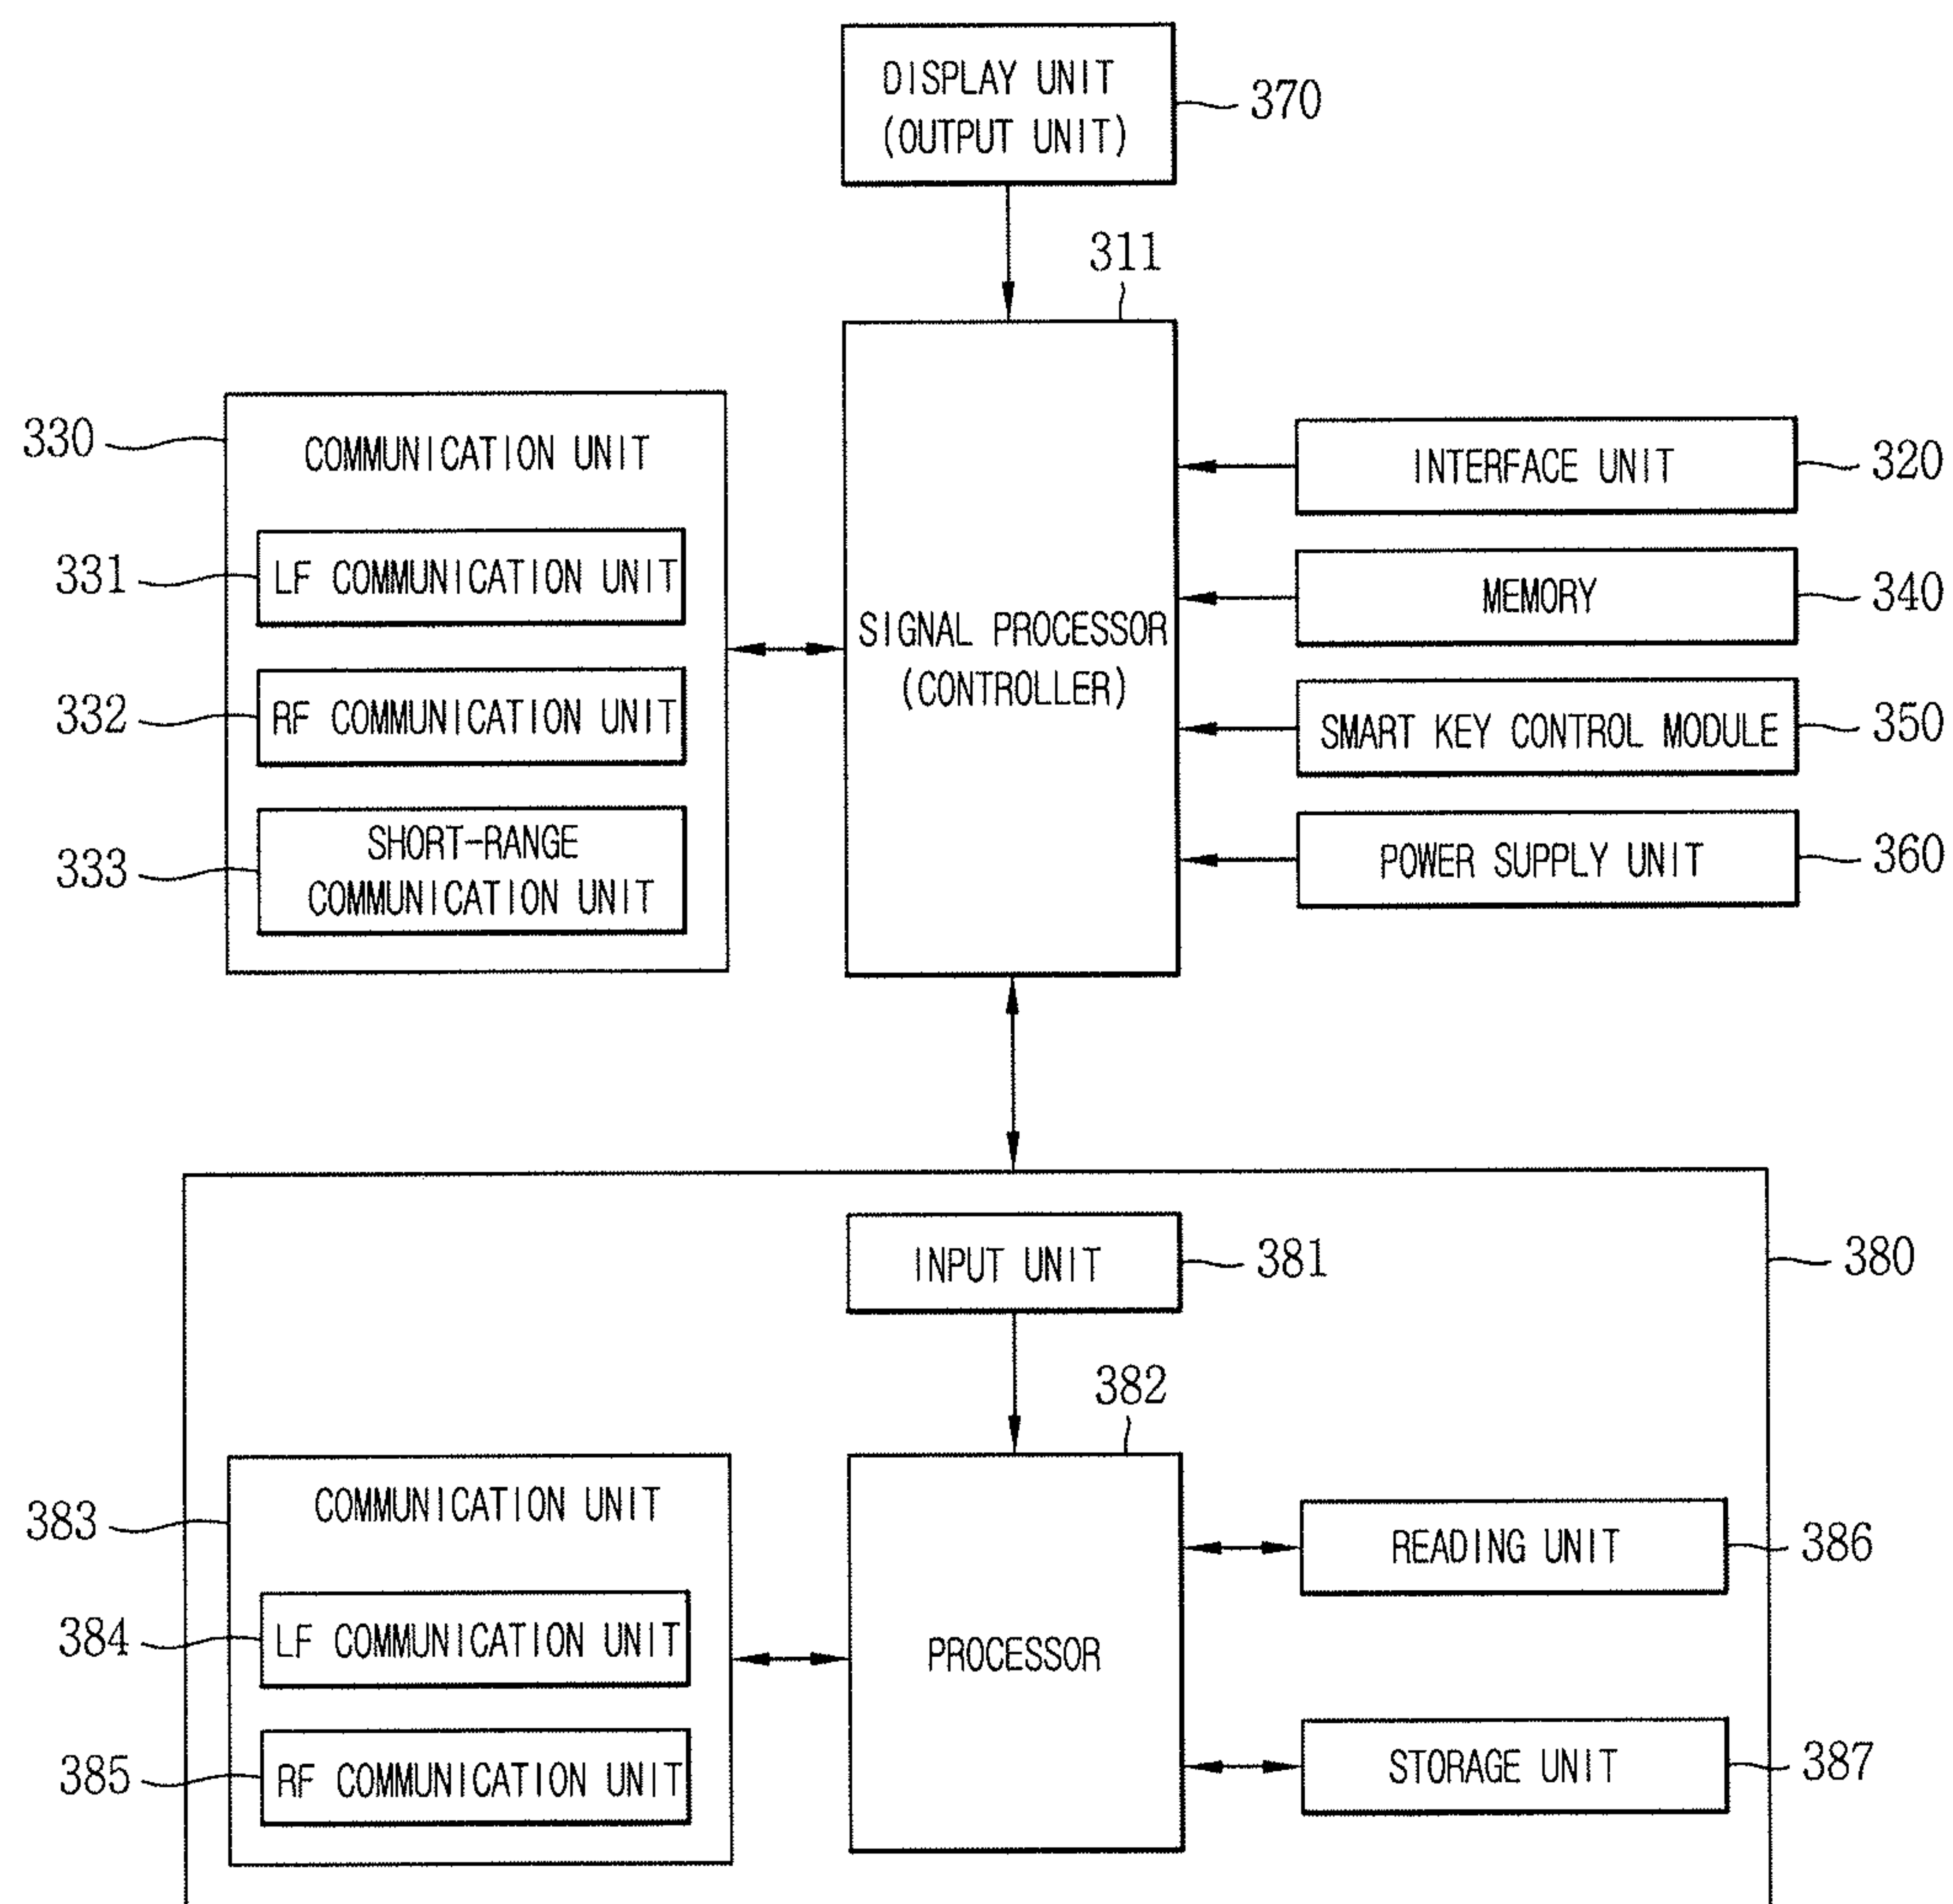 DISPLAY UNIT
(OUTPUT UNIT)
370
311
330
COMMUNICATION UNIT
331
LF COMMUNICATION UNIT
332
RF COMMUNICATION UNIT
333
SHORT-RANGE
COMMUNICATION UNIT
SIGNAL PROCESSOR
(CONTROLLER)
INTERFACE UNIT
320
MEMORY
340
SMART KEY CONTROL MODULE
350
POWER SUPPLY UNIT
360
INPUT UNIT
381
380
382
383
COMMUNICATION UNIT
384
LF COMMUNICATION UNIT
385
RF COMMUNICATION UNIT
PROCESSOR
READING UNIT
386
STORAGE UNIT
387